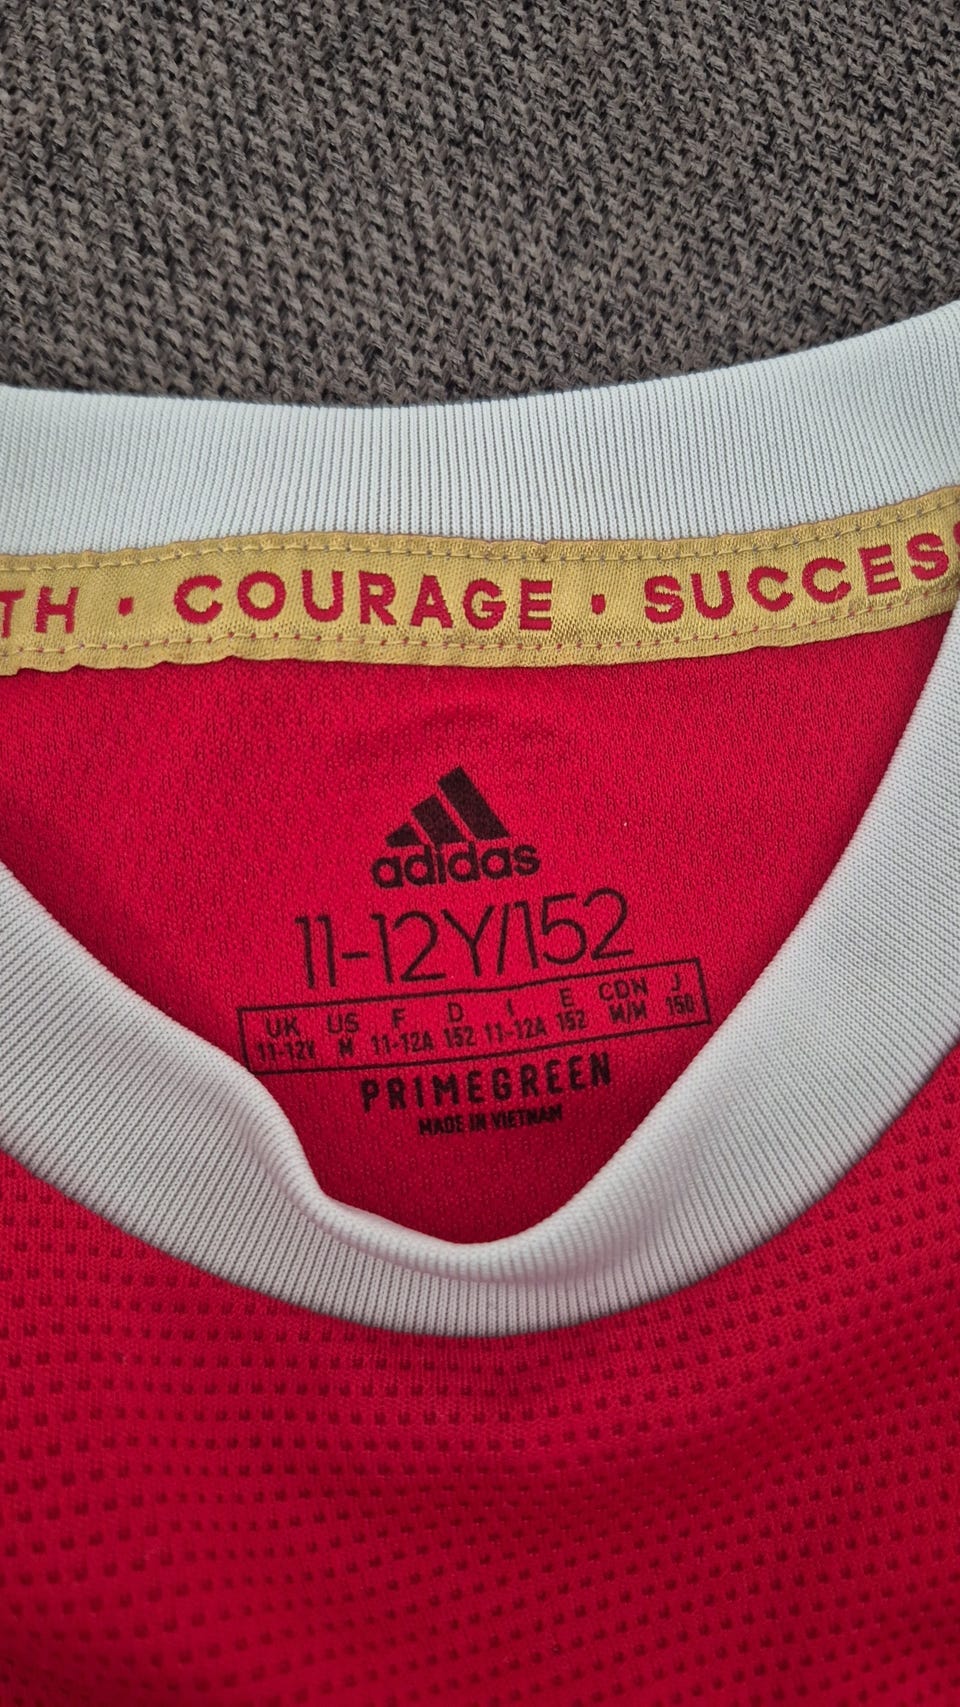 TH · COURAGE · SUCCESS
adidas
11-12Y/152
UK US F D I E CDN J
11-12Y M 11-12A 152 11-12A 152 M/M 150
PRIMEGREEN
MADE IN VIETNAM